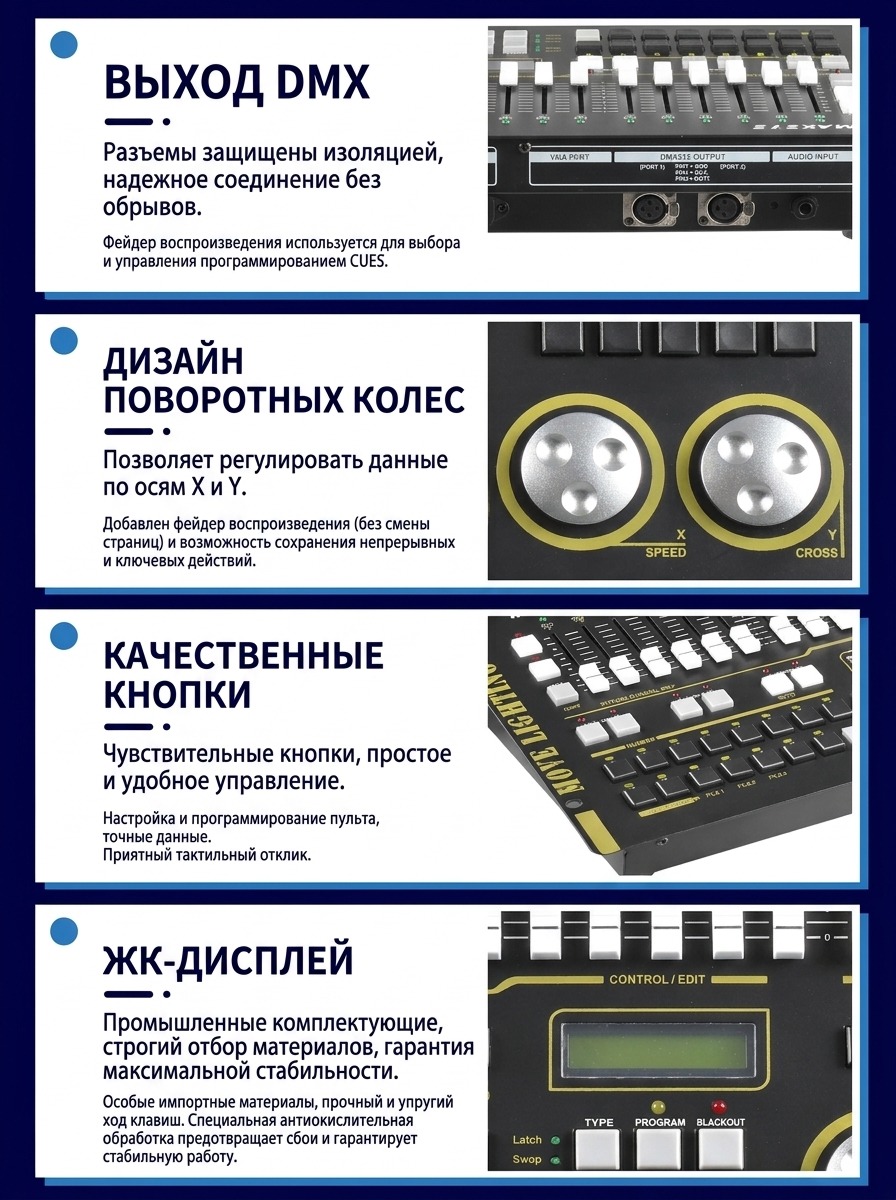 ВЫХОД DMX
Разъемы защищены изоляцией,
надежное соединение без
обрывов.
Фейдер воспроизведения используется для выбора
и управления программированием CUES.
DMAS1S OUTPUT
AUDIO INPUT
(PORT 1)
ДИЗАЙН
ПОВОРОТНЫХ КОЛЕС
Позволяет регулировать данные
по осям X и Y.
Добавлен фейдер воспроизведения (без смены
страниц) и возможность сохранения непрерывных
и ключевых действий.
X
SPEED
Y
CROSS
КАЧЕСТВЕННЫЕ
КНОПКИ
Чувствительные кнопки, простое
и удобное управление.
Настройка и программирование пульта,
точные данные.
Приятный тактильный отклик.
MOVE LIGHTING
ЖК-ДИСПЛЕЙ
Промышленные комплектующие,
строгий отбор материалов, гарантия
максимальной стабильности.
Особые импортные материалы, прочный и упругий
ход клавиш. Специальная антиокислительная
обработка предотвращает сбои и гарантирует
стабильную работу.
0
CONTROL / EDIT
TYPE
PROGRAM
BLACKOUT
Latch
Swop